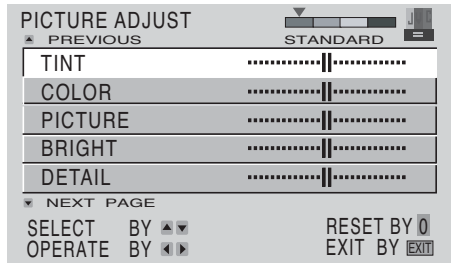 PICTURE ADJUST
PREVIOUS STANDARD
TINT
COLOR
PICTURE
BRIGHT
DETAIL
NEXT PAGE
SELECT BY RESET BY 0
OPERATE BY EXIT BY EXIT